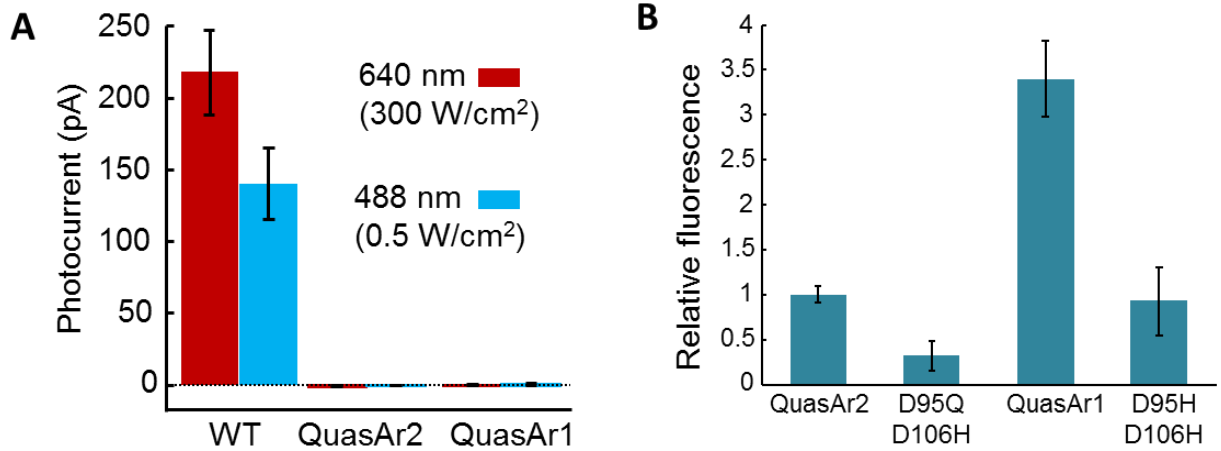 A
Photocurrent (pA)
250
200
150
100
50
0
640 nm
(300 W/cm²)
488 nm
(0.5 W/cm²)
WT QuasAr2 QuasAr1
B
Relative fluorescence
4
3.5
3
2.5
2
1.5
1
0.5
0
QuasAr2 D95Q QuasAr1 D95H
D106H D106H